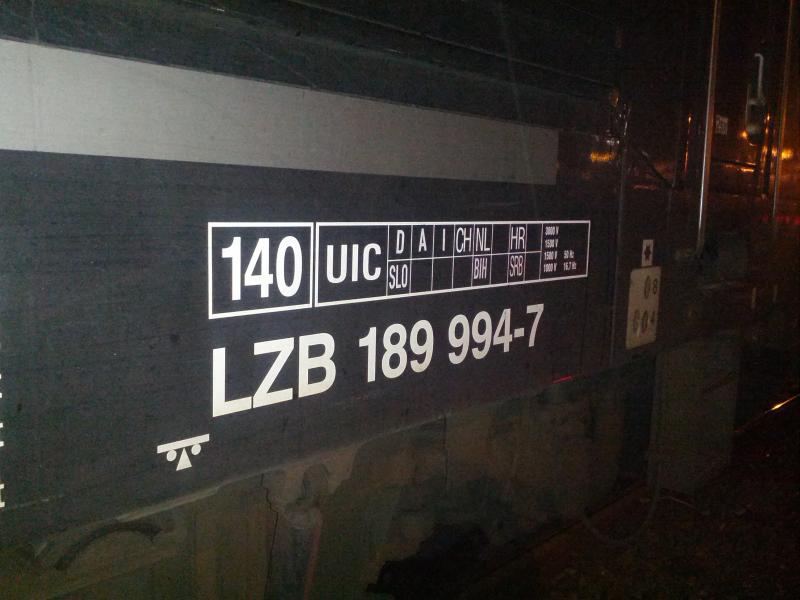 140 UIC D A I CH NL HR
SLO BIH SRB
3000 V
1500 V
1500 V 50 Hz
1000 V 16,7 Hz
LZB 189 994-7